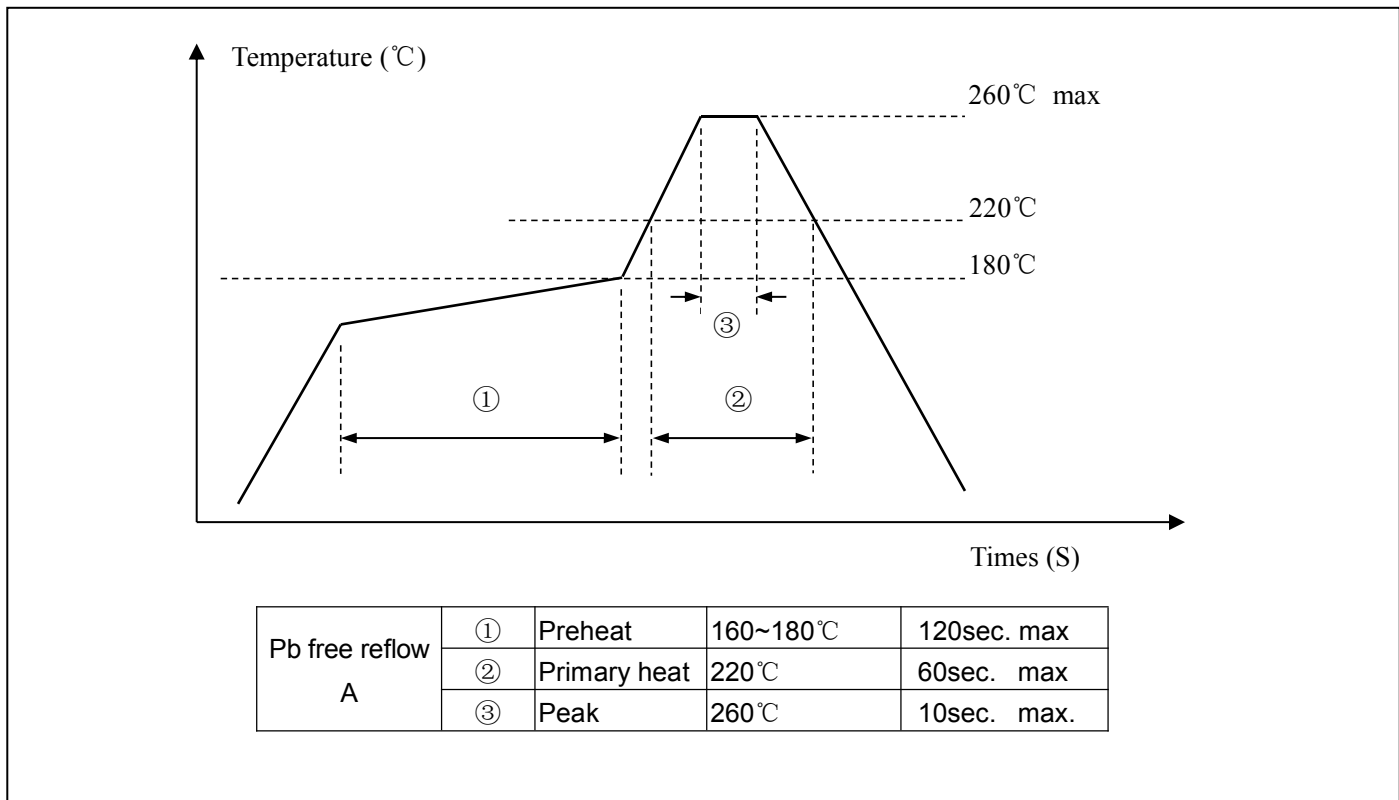 Temperature (℃)
260℃ max
220℃
180℃
③
① ②
Times (S)
Pb free reflow A
① Preheat 160~180℃ 120sec. max
② Primary heat 220℃ 60sec. max
③ Peak 260℃ 10sec. max.